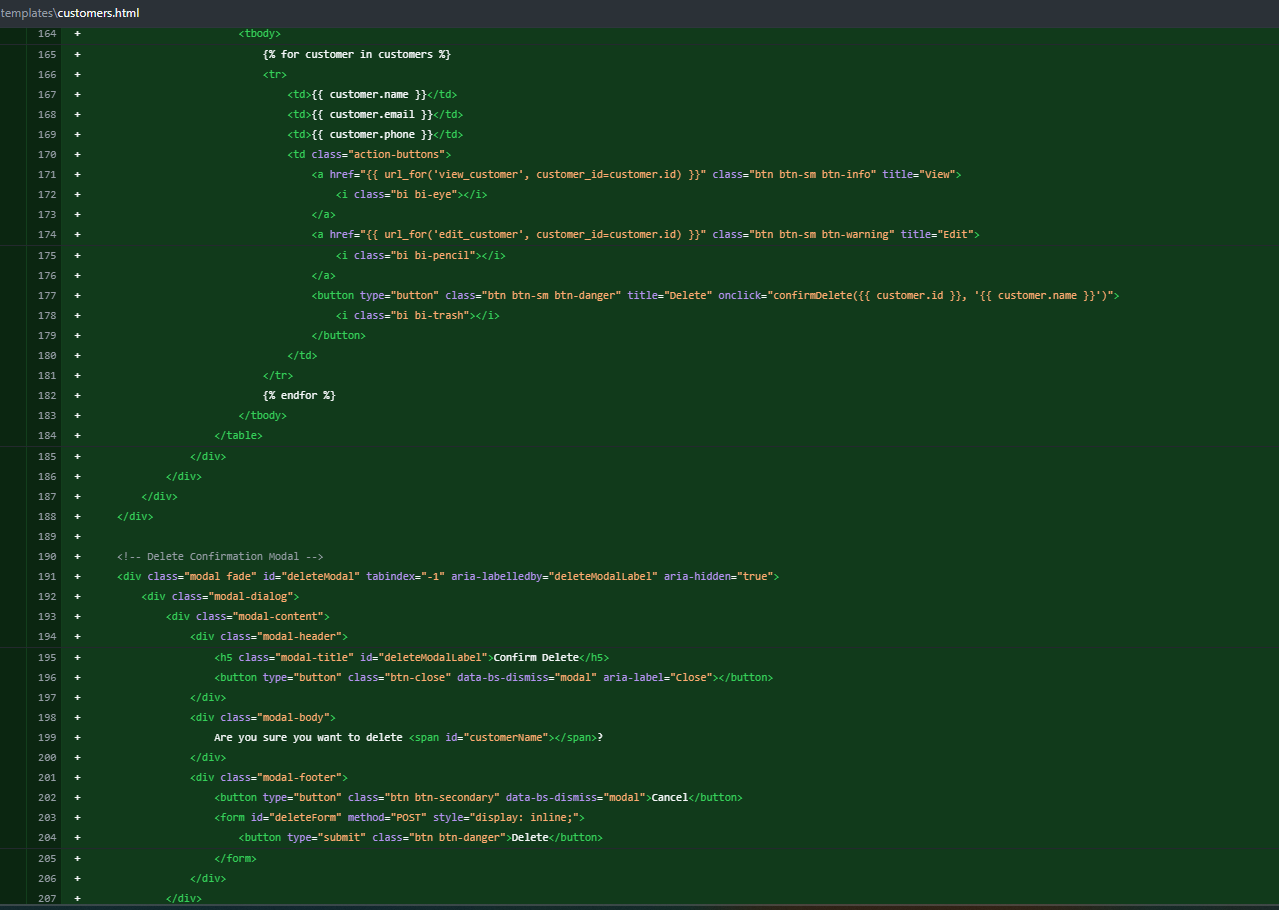 templates\customers.html
164 + <tbody>
165 + {% for customer in customers %}
166 + <tr>
167 + <td>{{ customer.name }}</td>
168 + <td>{{ customer.email }}</td>
169 + <td>{{ customer.phone }}</td>
170 + <td class="action-buttons">
171 + <a href="{{ url_for('view_customer', customer_id=customer.id) }}" class="btn btn-sm btn-info" title="View">
172 + <i class="bi bi-eye"></i>
173 + </a>
174 + <a href="{{ url_for('edit_customer', customer_id=customer.id) }}" class="btn btn-sm btn-warning" title="Edit">
175 + <i class="bi bi-pencil"></i>
176 + </a>
177 + <button type="button" class="btn btn-sm btn-danger" title="Delete" onclick="confirmDelete({{ customer.id }}, '{{ customer.name }}')">
178 + <i class="bi bi-trash"></i>
179 + </button>
180 + </td>
181 + </tr>
182 + {% endfor %}
183 + </tbody>
184 + </table>
185 + </div>
186 + </div>
187 + </div>
188 + </div>
189 +
190 + <!-- Delete Confirmation Modal -->
191 + <div class="modal fade" id="deleteModal" tabindex="-1" aria-labelledby="deleteModalLabel" aria-hidden="true">
192 + <div class="modal-dialog">
193 + <div class="modal-content">
194 + <div class="modal-header">
195 + <h5 class="modal-title" id="deleteModalLabel">Confirm Delete</h5>
196 + <button type="button" class="btn-close" data-bs-dismiss="modal" aria-label="Close"></button>
197 + </div>
198 + <div class="modal-body">
199 + Are you sure you want to delete <span id="customerName"></span>?
200 + </div>
201 + <div class="modal-footer">
202 + <button type="button" class="btn btn-secondary" data-bs-dismiss="modal">Cancel</button>
203 + <form id="deleteForm" method="POST" style="display: inline;">
204 + <button type="submit" class="btn btn-danger">Delete</button>
205 + </form>
206 + </div>
207 + </div>